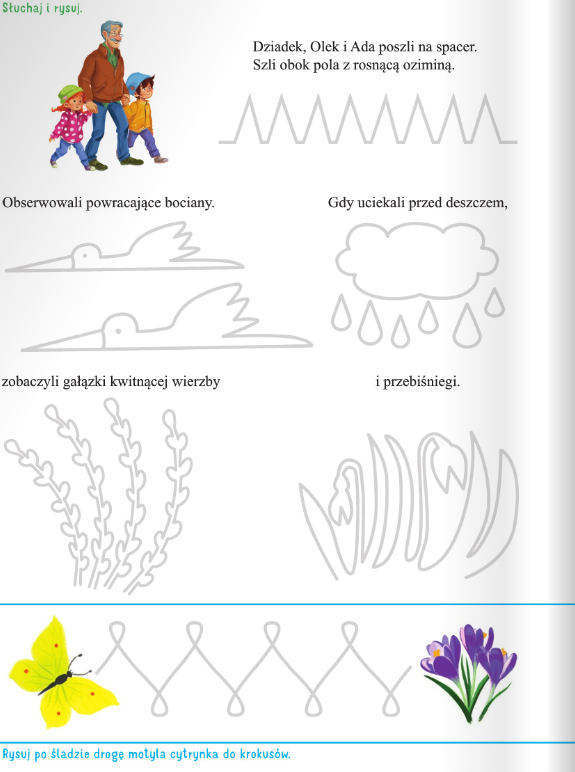 Słuchaj i rysuj.
Dziadek, Olek i Ada poszli na spacer.
Szli obok pola z rosnącą oziminą.
Obserwowali powracające bociany.
Gdy uciekali przed deszczem,
zobaczyli gałązki kwitnącej wierzby
i przebiśniegi.
Rysuj po śladzie drogę motyla cytrynka do krokusów.